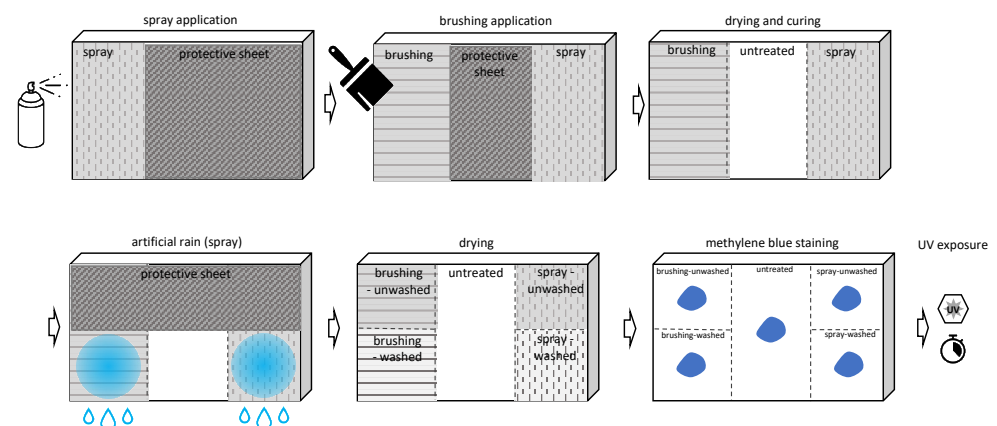 spray application
brushing application
drying and curing
spray
protective sheet
brushing
protective
sheet
spray
brushing
untreated
spray
artificial rain (spray)
drying
methylene blue staining
UV exposure
protective sheet
brushing
- unwashed
untreated
spray -
unwashed
brushing
- washed
spray -
washed
brushing-unwashed
untreated
spray-unwashed
brushing-washed
spray-washed
UV